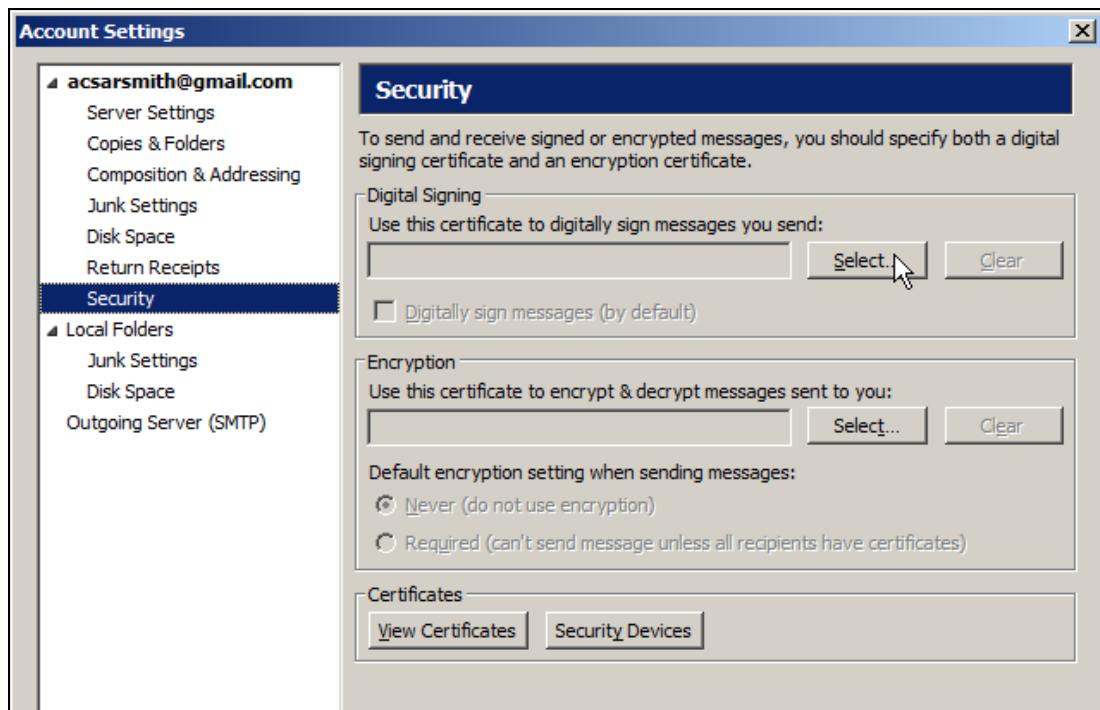 Account Settings
acsarsmith@gmail.com
Server Settings
Copies & Folders
Composition & Addressing
Junk Settings
Disk Space
Return Receipts
Security
Local Folders
Junk Settings
Disk Space
Outgoing Server (SMTP)
Security
To send and receive signed or encrypted messages, you should specify both a digital
signing certificate and an encryption certificate.
Digital Signing
Use this certificate to digitally sign messages you send:
Select... Clear
Digitally sign messages (by default)
Encryption
Use this certificate to encrypt & decrypt messages sent to you:
Select... Clear
Default encryption setting when sending messages:
Never (do not use encryption)
Required (can't send message unless all recipients have certificates)
Certificates
View Certificates Security Devices